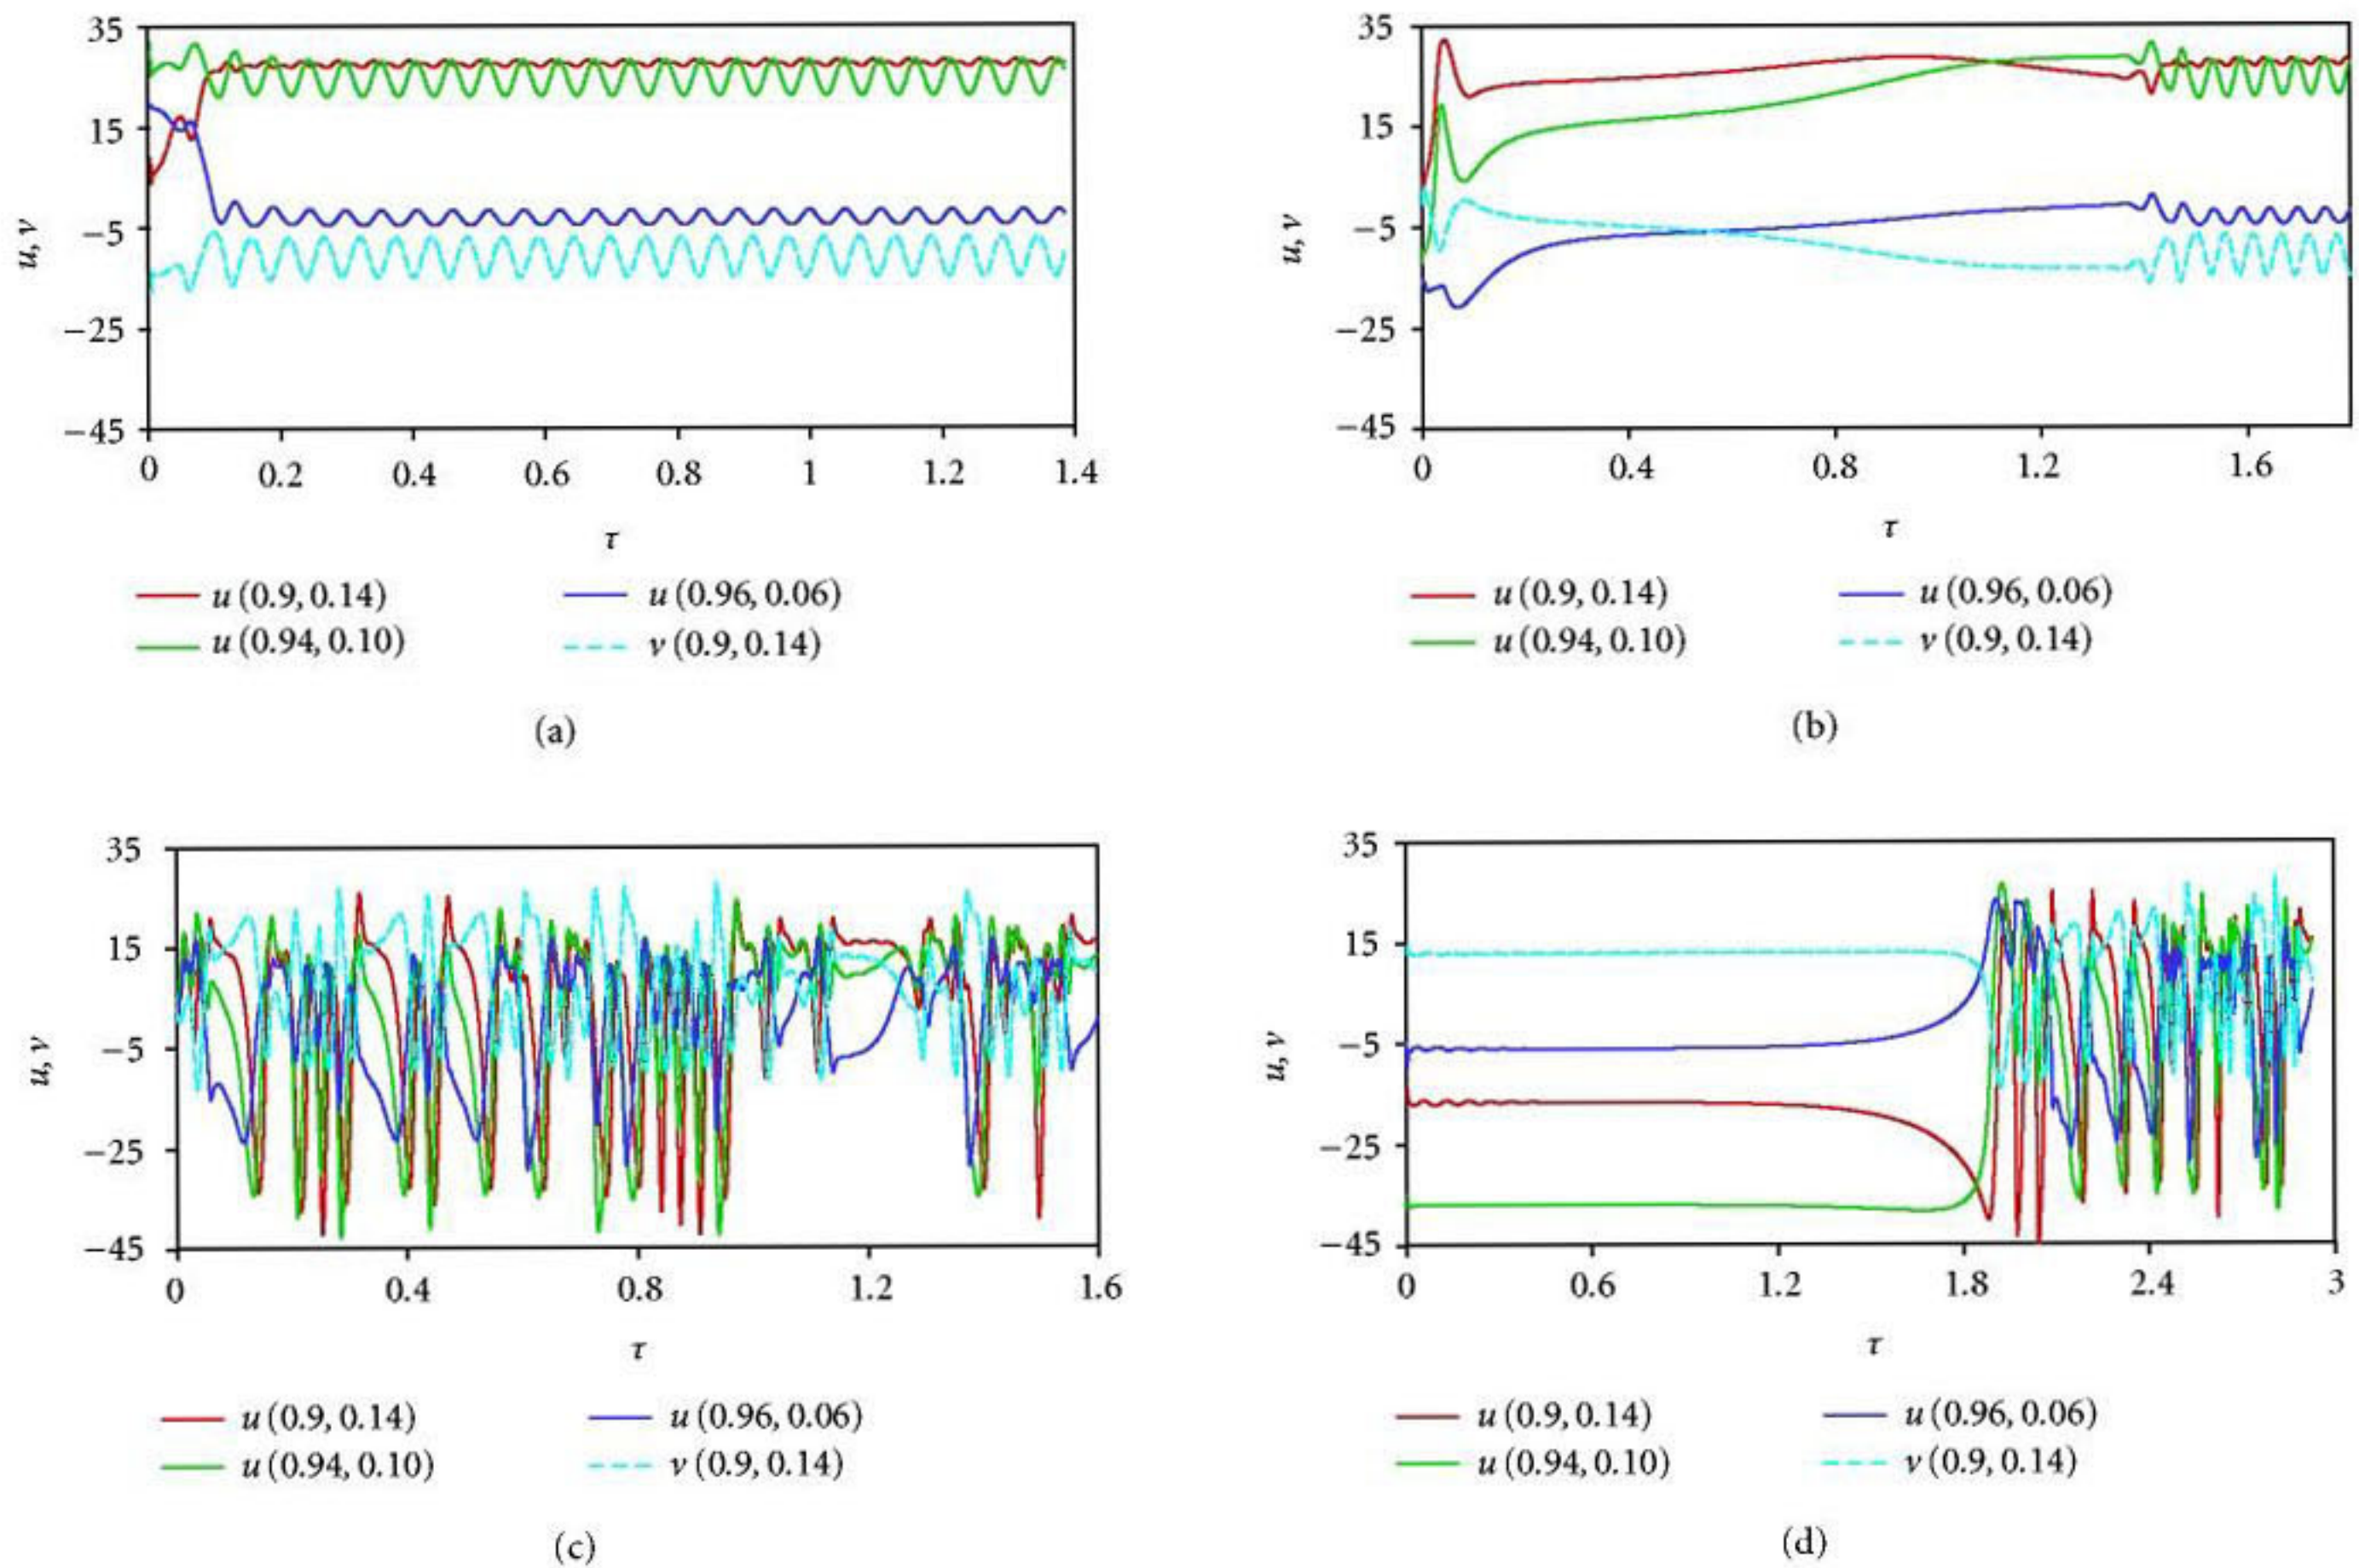 35
15
−5
−25
−45
u, v
0 0.2 0.4 0.6 0.8 1 1.2 1.4
τ
u (0.9, 0.14) u (0.96, 0.06)
u (0.94, 0.10) v (0.9, 0.14)
(a)
35
15
−5
−25
−45
u, v
0 0.4 0.8 1.2 1.6
τ
u (0.9, 0.14) u (0.96, 0.06)
u (0.94, 0.10) v (0.9, 0.14)
(b)
35
15
−5
−25
−45
u, v
0 0.4 0.8 1.2 1.6
τ
u (0.9, 0.14) u (0.96, 0.06)
u (0.94, 0.10) v (0.9, 0.14)
(c)
35
15
−5
−25
−45
u, v
0 0.6 1.2 1.8 2.4 3
τ
u (0.9, 0.14) u (0.96, 0.06)
u (0.94, 0.10) v (0.9, 0.14)
(d)